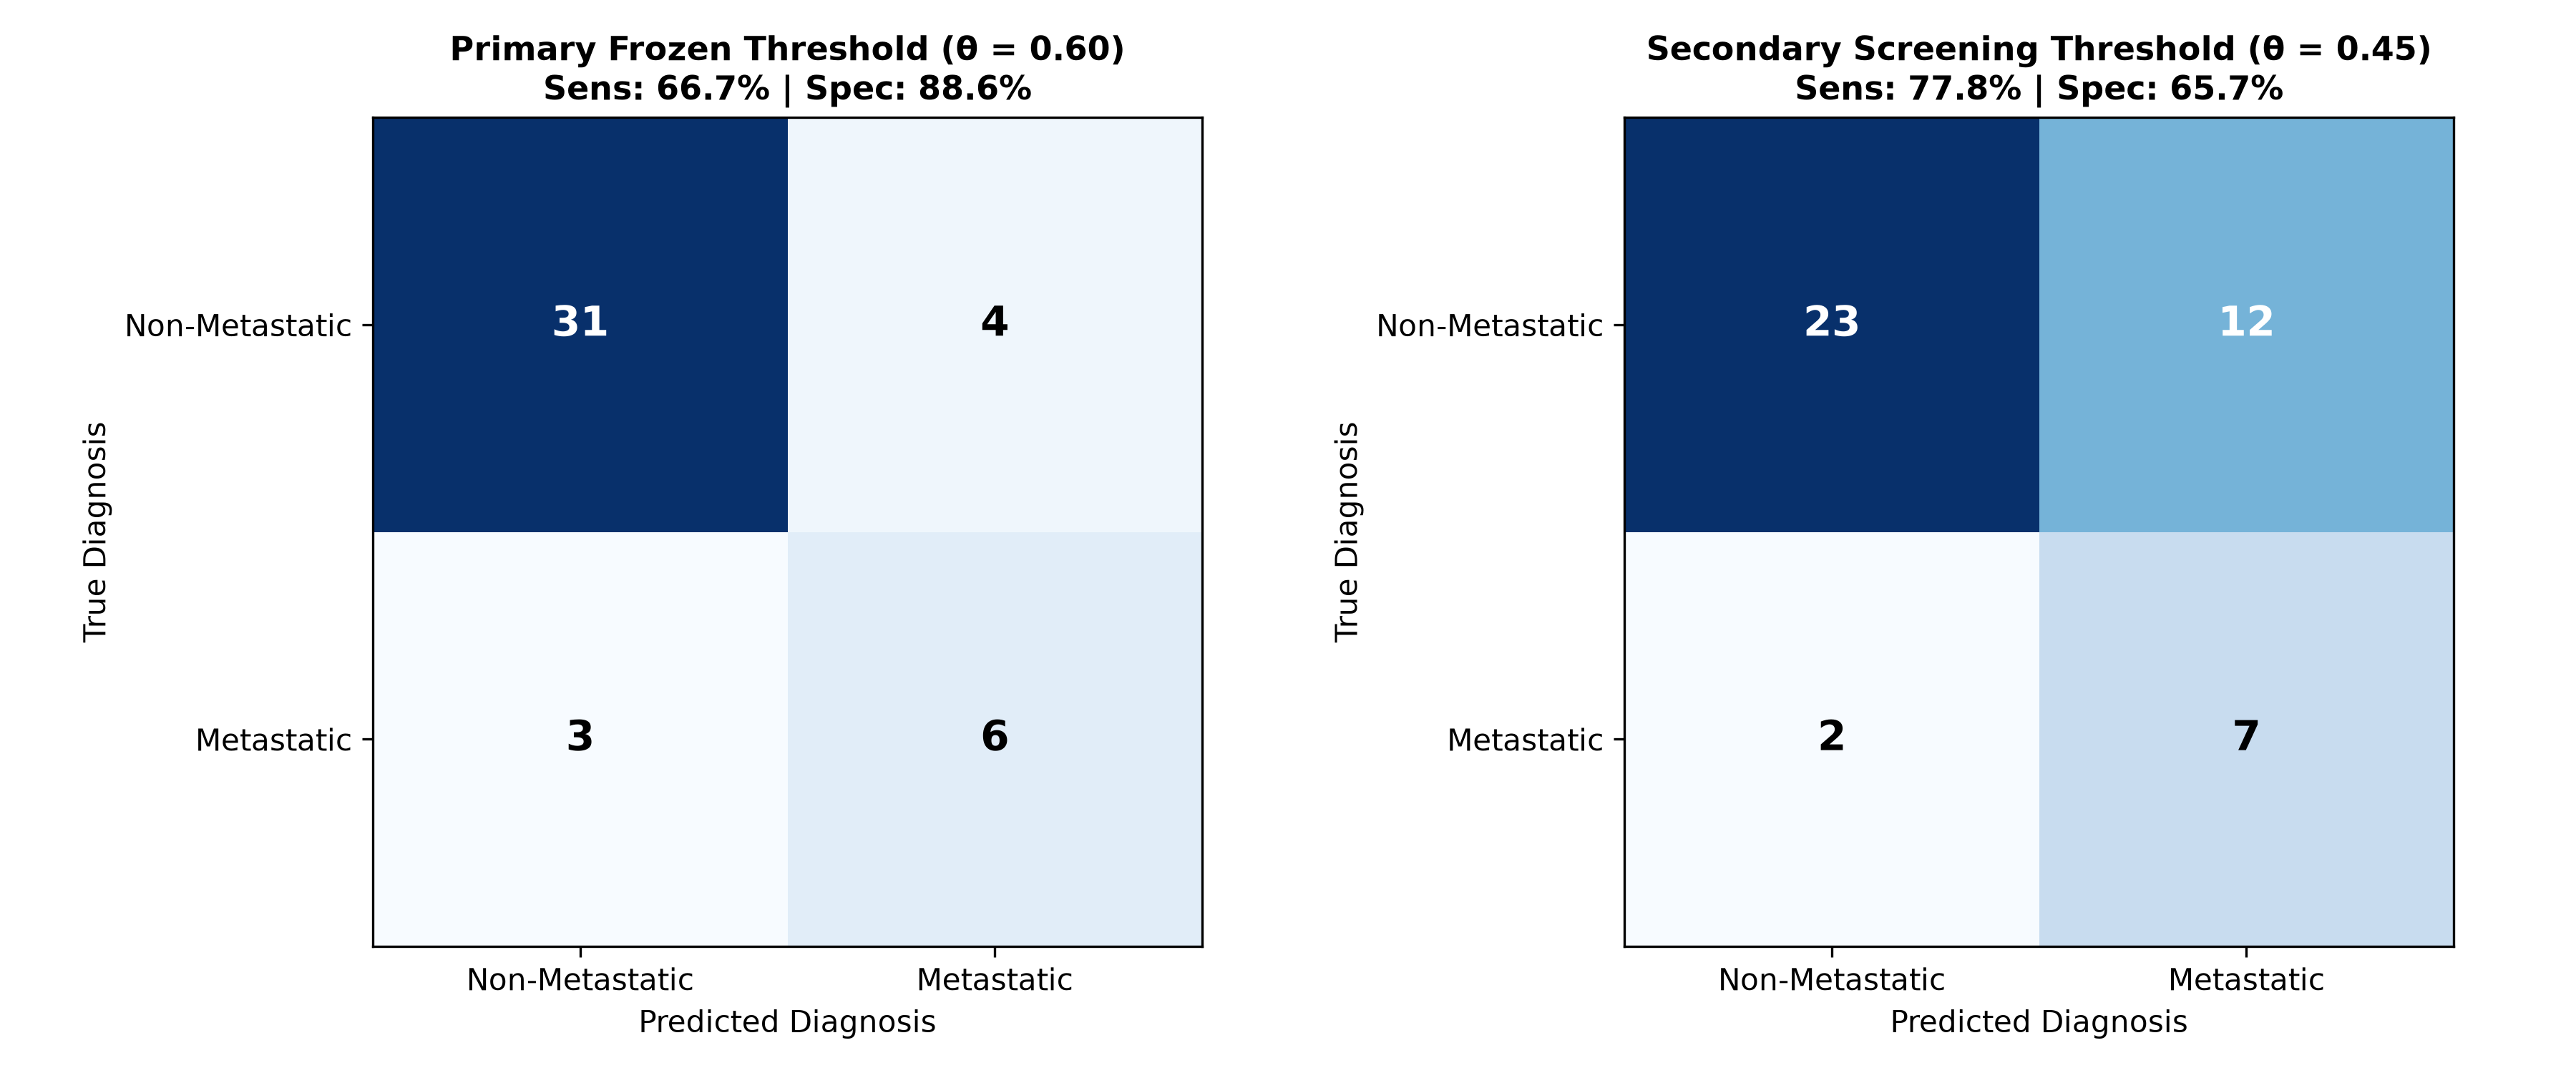 Primary Frozen Threshold (θ = 0.60)
Sens: 66.7% | Spec: 88.6%
True Diagnosis
Non-Metastatic
31
4
Metastatic
3
6
Non-Metastatic
Metastatic
Predicted Diagnosis
Secondary Screening Threshold (θ = 0.45)
Sens: 77.8% | Spec: 65.7%
True Diagnosis
Non-Metastatic
23
12
Metastatic
2
7
Non-Metastatic
Metastatic
Predicted Diagnosis